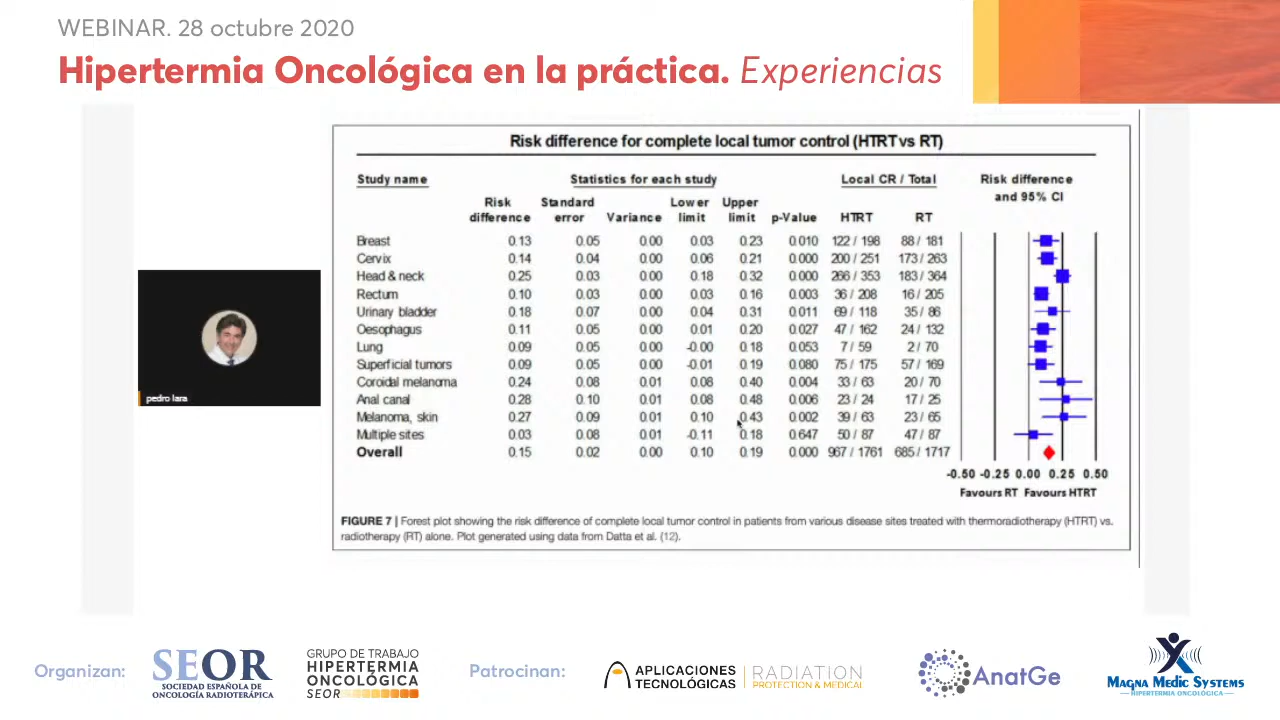 WEBINAR. 28 octubre 2020
Hipertermia Oncológica en la práctica. Experiencias
Risk difference for complete local tumor control (HTRT vs RT)
Study name Statistics for each study Local CR / Total Risk difference and 95% CI
Risk difference Standard error Variance Lower limit Upper limit p-Value HTRT RT
Breast 0.13 0.05 0.00 0.03 0.23 0.010 122 / 198 88 / 181
Cervix 0.14 0.04 0.00 0.06 0.21 0.000 200 / 251 173 / 263
Head & neck 0.25 0.03 0.00 0.18 0.32 0.000 266 / 353 183 / 364
Rectum 0.10 0.03 0.00 0.03 0.16 0.003 36 / 208 16 / 205
Urinary bladder 0.18 0.07 0.00 0.04 0.31 0.011 69 / 118 35 / 86
Oesophagus 0.11 0.05 0.00 0.01 0.20 0.027 47 / 162 24 / 132
Lung 0.09 0.05 0.00 -0.00 0.18 0.053 7 / 59 2 / 70
Superficial tumors 0.09 0.05 0.00 -0.01 0.19 0.080 75 / 175 57 / 169
Coroidal melanoma 0.24 0.08 0.01 0.08 0.40 0.004 33 / 63 20 / 70
Anal canal 0.28 0.10 0.01 0.08 0.48 0.006 23 / 24 17 / 25
Melanoma, skin 0.27 0.09 0.01 0.10 0.43 0.002 39 / 63 23 / 65
Multiple sites 0.03 0.08 0.01 -0.11 0.18 0.647 50 / 87 47 / 87
Overall 0.15 0.02 0.00 0.10 0.19 0.000 967 / 1761 685 / 1717
-0.50 -0.25 0.00 0.25 0.50
Favours RT Favours HTRT
FIGURE 7 | Forest plot showing the risk difference of complete local tumor control in patients from various disease sites treated with thermoradiotherapy (HTRT) vs.
radiotherapy (RT) alone. Plot generated using data from Datta et al. (12).
pedro lara
Organizan:
SEOR
SOCIEDAD ESPAÑOLA DE
ONCOLOGÍA RADIOTERÁPICA
GRUPO DE TRABAJO
HIPERTERMIA
ONCOLÓGICA
SEOR
Patrocinan:
APLICACIONES
TECNOLÓGICAS
RADIATION
PROTECTION & MEDICAL
AnatGe
MAGNA MEDIC SYSTEMS
HIPERTERMIA ONCOLÓGICA